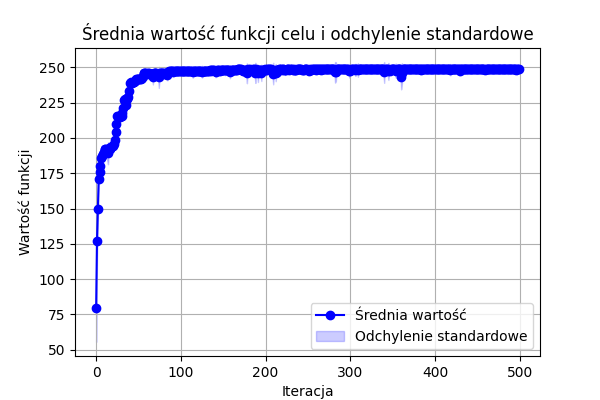 Średnia wartość funkcji celu i odchylenie standardowe
250
225
200
175
150
125
100
75
50
Wartość funkcji
0 100 200 300 400 500
Iteracja
Średnia wartość
Odchylenie standardowe